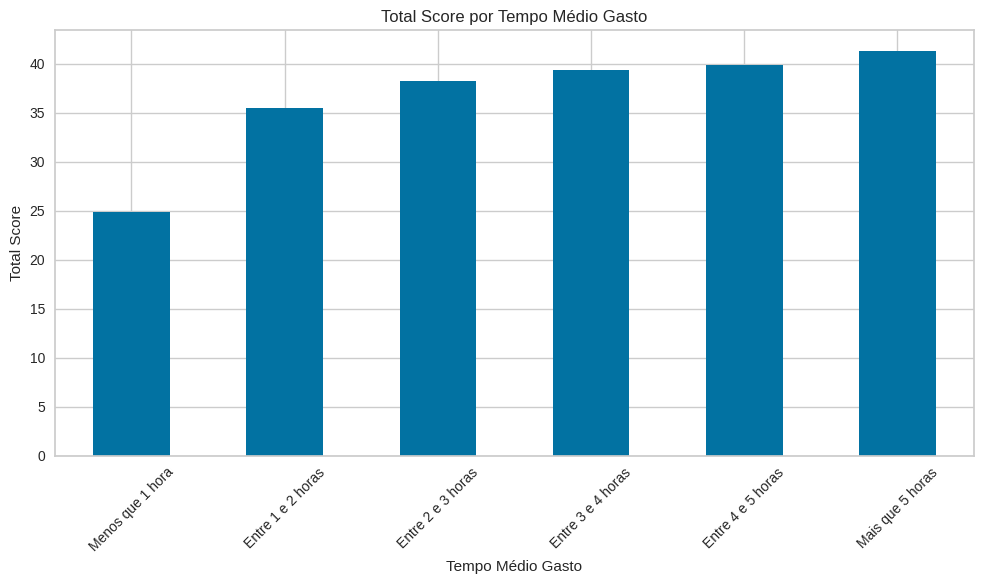 Total Score por Tempo Médio Gasto
Total Score
40
35
30
25
20
15
10
5
0
Menos que 1 hora
Entre 1 e 2 horas
Entre 2 e 3 horas
Entre 3 e 4 horas
Entre 4 e 5 horas
Mais que 5 horas
Tempo Médio Gasto